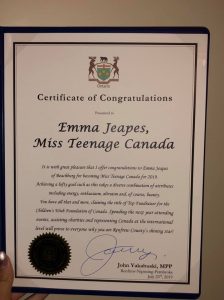 Ontario
Certificate of Congratulations
Presented to
Emma Jeapes,
Miss Teenage Canada
It is with great pleasure that I offer congratulations to Emma Jeapes
of Beachburg for becoming Miss Teenage Canada for 2019.
Achieving a lofty goal such as this takes a diverse combination of attributes
including energy, enthusiasm, altruism and, of course, beauty.
You have all that and more, claiming the title of Top Fundraiser for the
Children's Wish Foundation of Canada. Spending the next year attending
events, assisting charities and representing Canada at the international
level will prove to everyone why you are Renfrew County's shining star!
John Yakabuski, MPP
Renfrew-Nipissing-Pembroke
July 25th, 2019